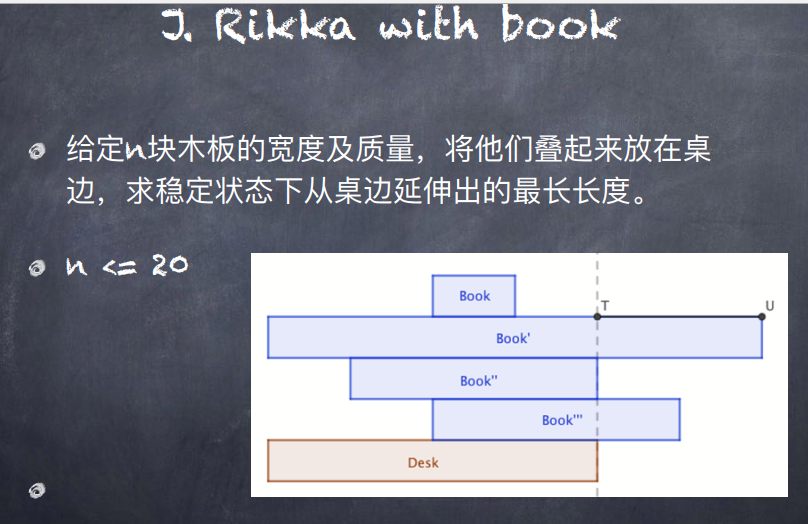 J. Rikka with book
给定n块木板的宽度及质量，将他们叠起来放在桌
边，求稳定状态下从桌边延伸出的最长长度。
n <= 20
Book
T
U
Book'
Book''
Book'''
Desk